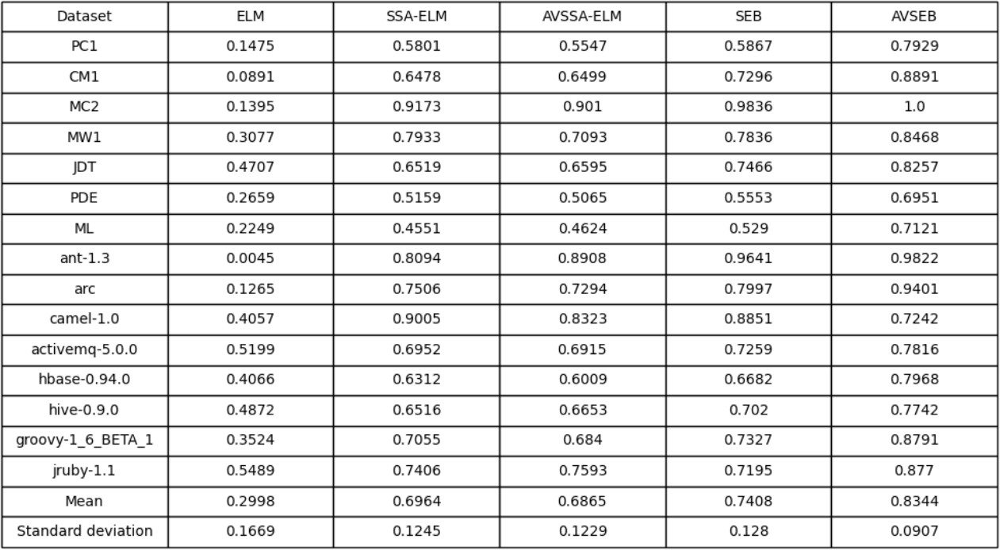 Dataset ELM SSA-ELM AVSSA-ELM SEB AVSEB
PC1 0.1475 0.5801 0.5547 0.5867 0.7929
CM1 0.0891 0.6478 0.6499 0.7296 0.8891
MC2 0.1395 0.9173 0.901 0.9836 1.0
MW1 0.3077 0.7933 0.7093 0.7836 0.8468
JDT 0.4707 0.6519 0.6595 0.7466 0.8257
PDE 0.2659 0.5159 0.5065 0.5553 0.6951
ML 0.2249 0.4551 0.4624 0.529 0.7121
ant-1.3 0.0045 0.8094 0.8908 0.9641 0.9822
arc 0.1265 0.7506 0.7294 0.7997 0.9401
camel-1.0 0.4057 0.9005 0.8323 0.8851 0.7242
activemq-5.0.0 0.5199 0.6952 0.6915 0.7259 0.7816
hbase-0.94.0 0.4066 0.6312 0.6009 0.6682 0.7968
hive-0.9.0 0.4872 0.6516 0.6653 0.702 0.7742
groovy-1_6_BETA_1 0.3524 0.7055 0.684 0.7327 0.8791
jruby-1.1 0.5489 0.7406 0.7593 0.7195 0.877
Mean 0.2998 0.6964 0.6865 0.7408 0.8344
Standard deviation 0.1669 0.1245 0.1229 0.128 0.0907